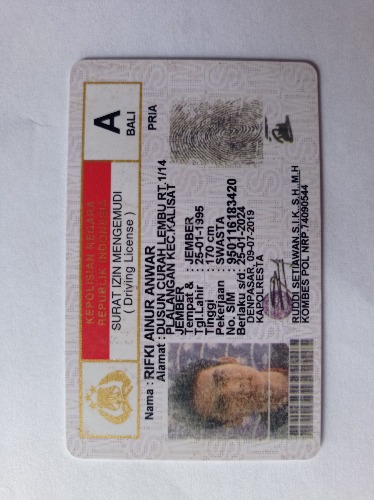 KEPOLISIAN NEGARA
REPUBLIK INDONESIA
SURAT IZIN MENGEMUDI
( Driving License )
A
BALI
PRIA
Nama : RIFKI AINUR ANWAR
Alamat : DUSUN CURAH LEMBU RT 1/14
PLALANGAN KEC.KALISAT
JEMBER
Tempat & : JEMBER
Tgl.Lahir : 25-01-1995
Tinggi : 170 cm
Pekerjaan : SWASTA
No. SIM : 950116183420
Berlaku s/d : 25-01-2024
DENPASAR, 09-07-2019
KAPOLRESTA
RUDDI SETIAWAN S.I.K, S.H, M.H
KOMBES POL NRP 74090544